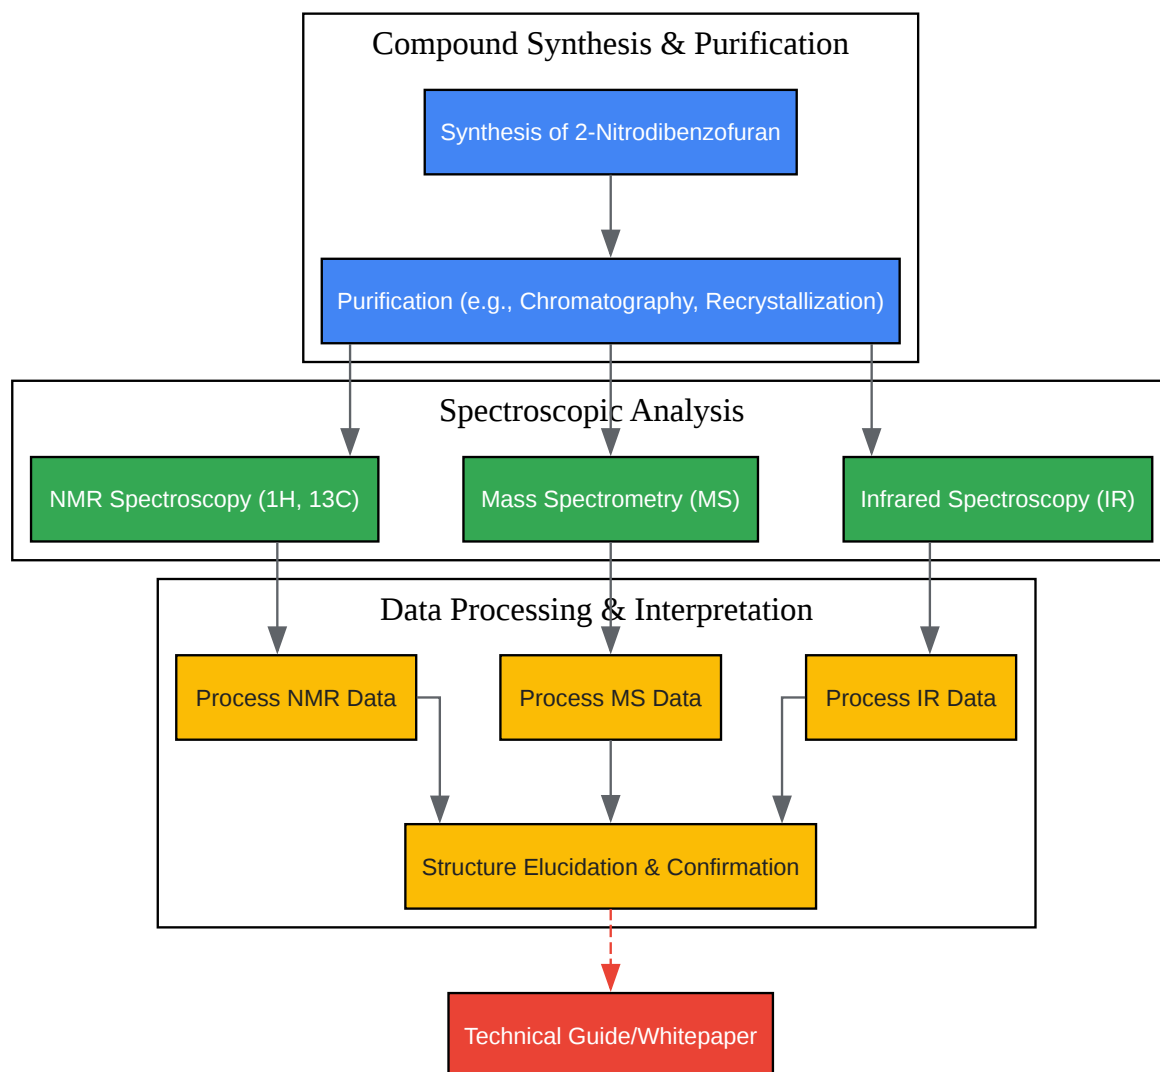 Compound Synthesis & Purification
Synthesis of 2-Nitrodibenzofuran
Purification (e.g., Chromatography, Recrystallization)
Spectroscopic Analysis
NMR Spectroscopy (1H, 13C)
Mass Spectrometry (MS)
Infrared Spectroscopy (IR)
Data Processing & Interpretation
Process NMR Data
Process MS Data
Process IR Data
Structure Elucidation & Confirmation
Technical Guide/Whitepaper